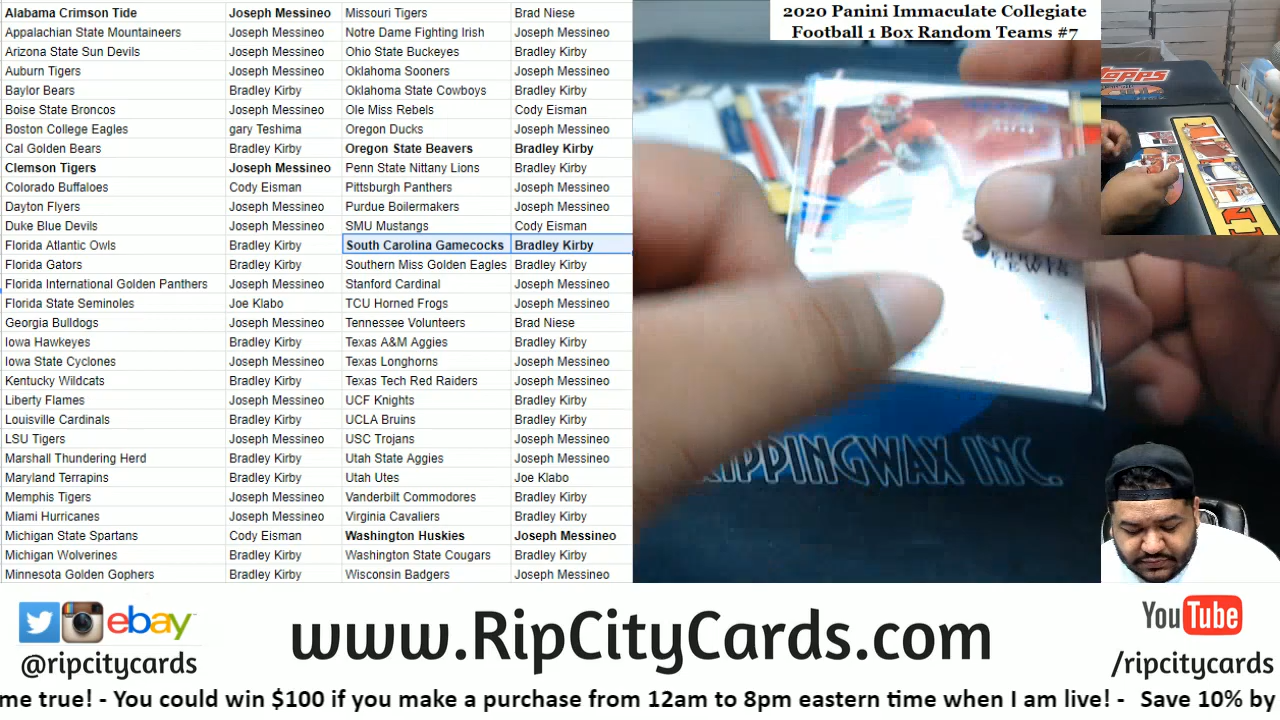 2020 Panini Immaculate Collegiate
Football 1 Box Random Teams #7
Alabama Crimson Tide Joseph Messineo Missouri Tigers Brad Niese
Appalachian State Mountaineers Joseph Messineo Notre Dame Fighting Irish Joseph Messineo
Arizona State Sun Devils Joseph Messineo Ohio State Buckeyes Bradley Kirby
Auburn Tigers Joseph Messineo Oklahoma Sooners Joseph Messineo
Baylor Bears Bradley Kirby Oklahoma State Cowboys Bradley Kirby
Boise State Broncos Joseph Messineo Ole Miss Rebels Cody Eisman
Boston College Eagles gary Teshima Oregon Ducks Joseph Messineo
Cal Golden Bears Bradley Kirby Oregon State Beavers Bradley Kirby
Clemson Tigers Joseph Messineo Penn State Nittany Lions Bradley Kirby
Colorado Buffaloes Cody Eisman Pittsburgh Panthers Joseph Messineo
Dayton Flyers Joseph Messineo Purdue Boilermakers Joseph Messineo
Duke Blue Devils Joseph Messineo SMU Mustangs Cody Eisman
Florida Atlantic Owls Bradley Kirby South Carolina Gamecocks Bradley Kirby
Florida Gators Bradley Kirby Southern Miss Golden Eagles Bradley Kirby
Florida International Golden Panthers Joseph Messineo Stanford Cardinal Joseph Messineo
Florida State Seminoles Joe Klabo TCU Horned Frogs Joseph Messineo
Georgia Bulldogs Joseph Messineo Tennessee Volunteers Brad Niese
Iowa Hawkeyes Bradley Kirby Texas A&M Aggies Bradley Kirby
Iowa State Cyclones Joseph Messineo Texas Longhorns Joseph Messineo
Kentucky Wildcats Bradley Kirby Texas Tech Red Raiders Joseph Messineo
Liberty Flames Joseph Messineo UCF Knights Bradley Kirby
Louisville Cardinals Bradley Kirby UCLA Bruins Bradley Kirby
LSU Tigers Joseph Messineo USC Trojans Joseph Messineo
Marshall Thundering Herd Bradley Kirby Utah State Aggies Joseph Messineo
Maryland Terrapins Bradley Kirby Utah Utes Joe Klabo
Memphis Tigers Joseph Messineo Vanderbilt Commodores Bradley Kirby
Miami Hurricanes Joseph Messineo Virginia Cavaliers Bradley Kirby
Michigan State Spartans Cody Eisman Washington Huskies Joseph Messineo
Michigan Wolverines Bradley Kirby Washington State Cougars Bradley Kirby
Minnesota Golden Gophers Bradley Kirby Wisconsin Badgers Joseph Messineo
LEWIS
RIPPINGWAX INC.
Topps
ebay
@ripcitycards
www.RipCityCards.com
YouTube
/ripcitycards
me true! - You could win $100 if you make a purchase from 12am to 8pm eastern time when I am live! - Save 10% by